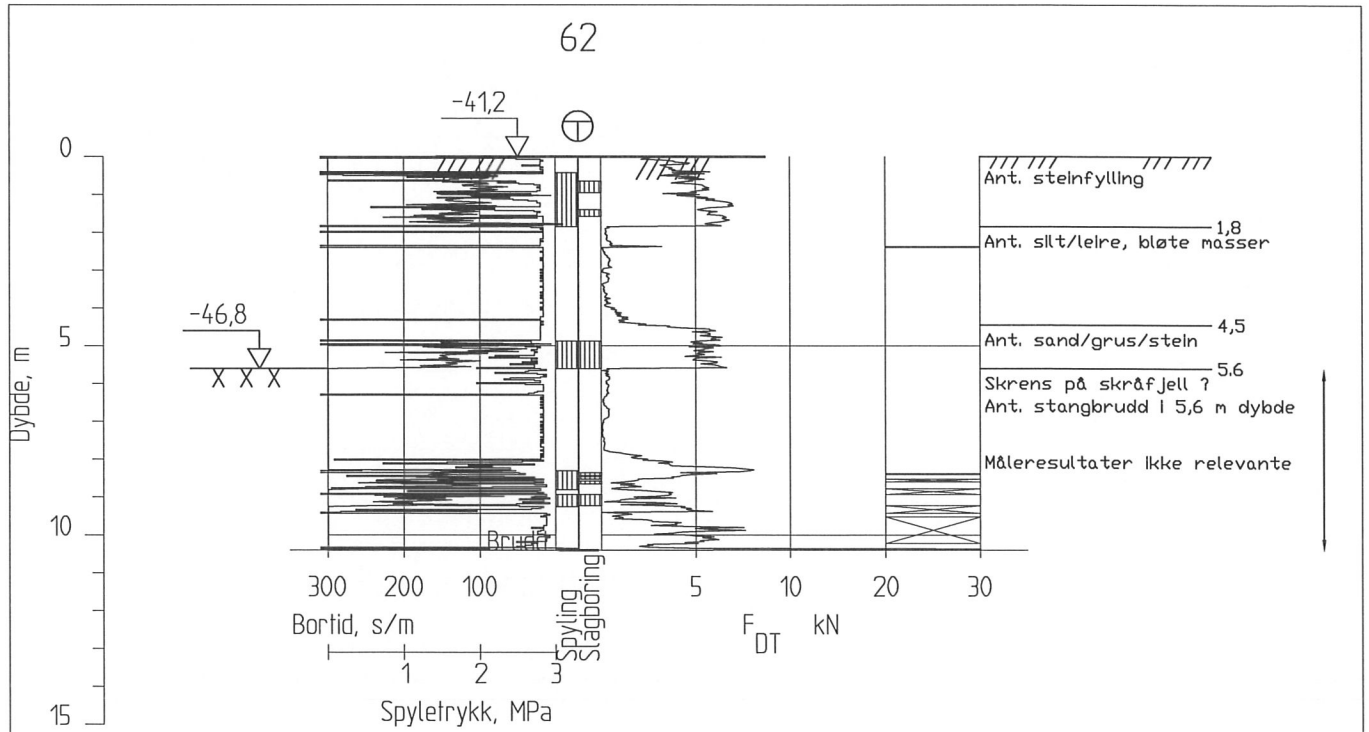 62
-41,2
0
Ant. steinfylling
1,8
Ant. silt/leire, bløte masser
-46,8
4,5
5
Ant. sand/grus/stein
5.6
X X X
Skrens på skråfjell ?
Ant. stangbrudd i 5,6 m dybde
Dybde, m
Måleresultater ikke relevante
10
Brudd
300 200 100
5 10 20 30
Bortid, s/m
Spyling
Slagboring
F DT kN
1 2 3
Spyletrykk, MPa
15